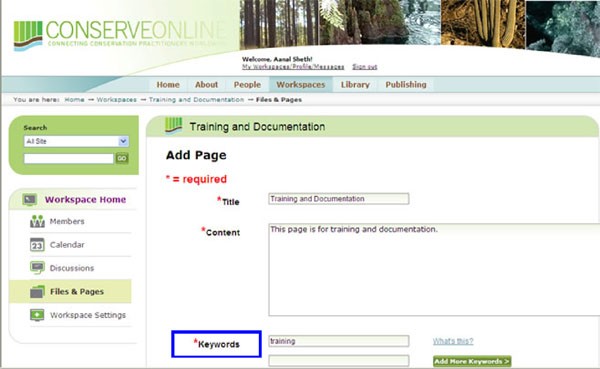 CONSERVEONLINE
CONNECTING CONSERVATION PRACTITIONERS WORLDWIDE
Welcome, Aanal Sheth!
My Workspaces/Profile/Messages Sign out
Home About People Workspaces Library Publishing
You are here: Home → Workspaces → Training and Documentation → Files & Pages
Search
All Site
GO
Workspace Home
Members
23 Calendar
Discussions
Files & Pages
Workspace Settings
Training and Documentation
Add Page
* = required
*Title Training and Documentation
*Content This page is for training and documentation.
*Keywords training What's this?
Add More Keywords >